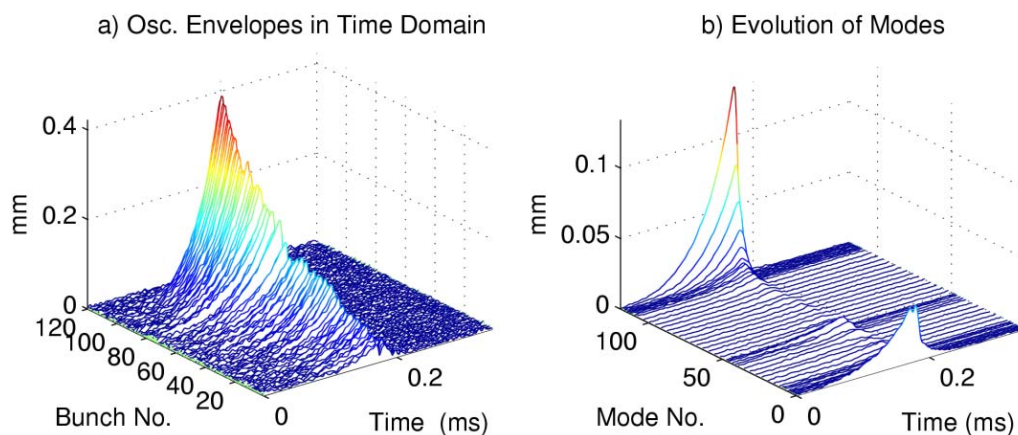 a) Osc. Envelopes in Time Domain
0.4
0.2
0
mm
120
100
80
60
40
20
0
0.2
Bunch No.
Time (ms)
b) Evolution of Modes
0.1
0.05
0
mm
100
50
0
0
0.2
Mode No.
Time (ms)